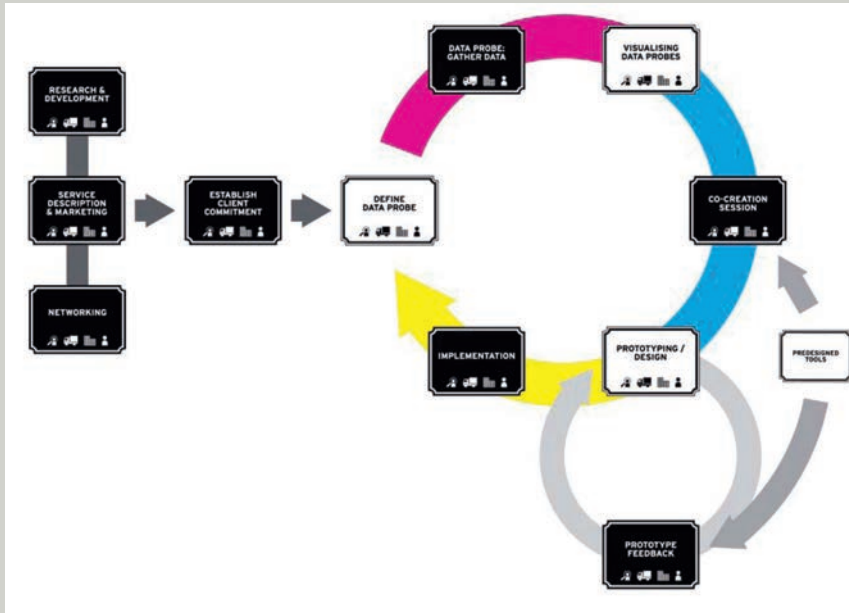 RESEARCH &
DEVELOPMENT
SERVICE
DESCRIPTION
& MARKETING
NETWORKING
ESTABLISH
CLIENT
COMMITMENT
DEFINE
DATA PROBE
DATA PROBE:
GATHER DATA
VISUALISING
DATA PROBES
CO-CREATION
SESSION
PREDESIGNED
TOOLS
PROTOTYPING /
DESIGN
IMPLEMENTATION
PROTOTYPE
FEEDBACK